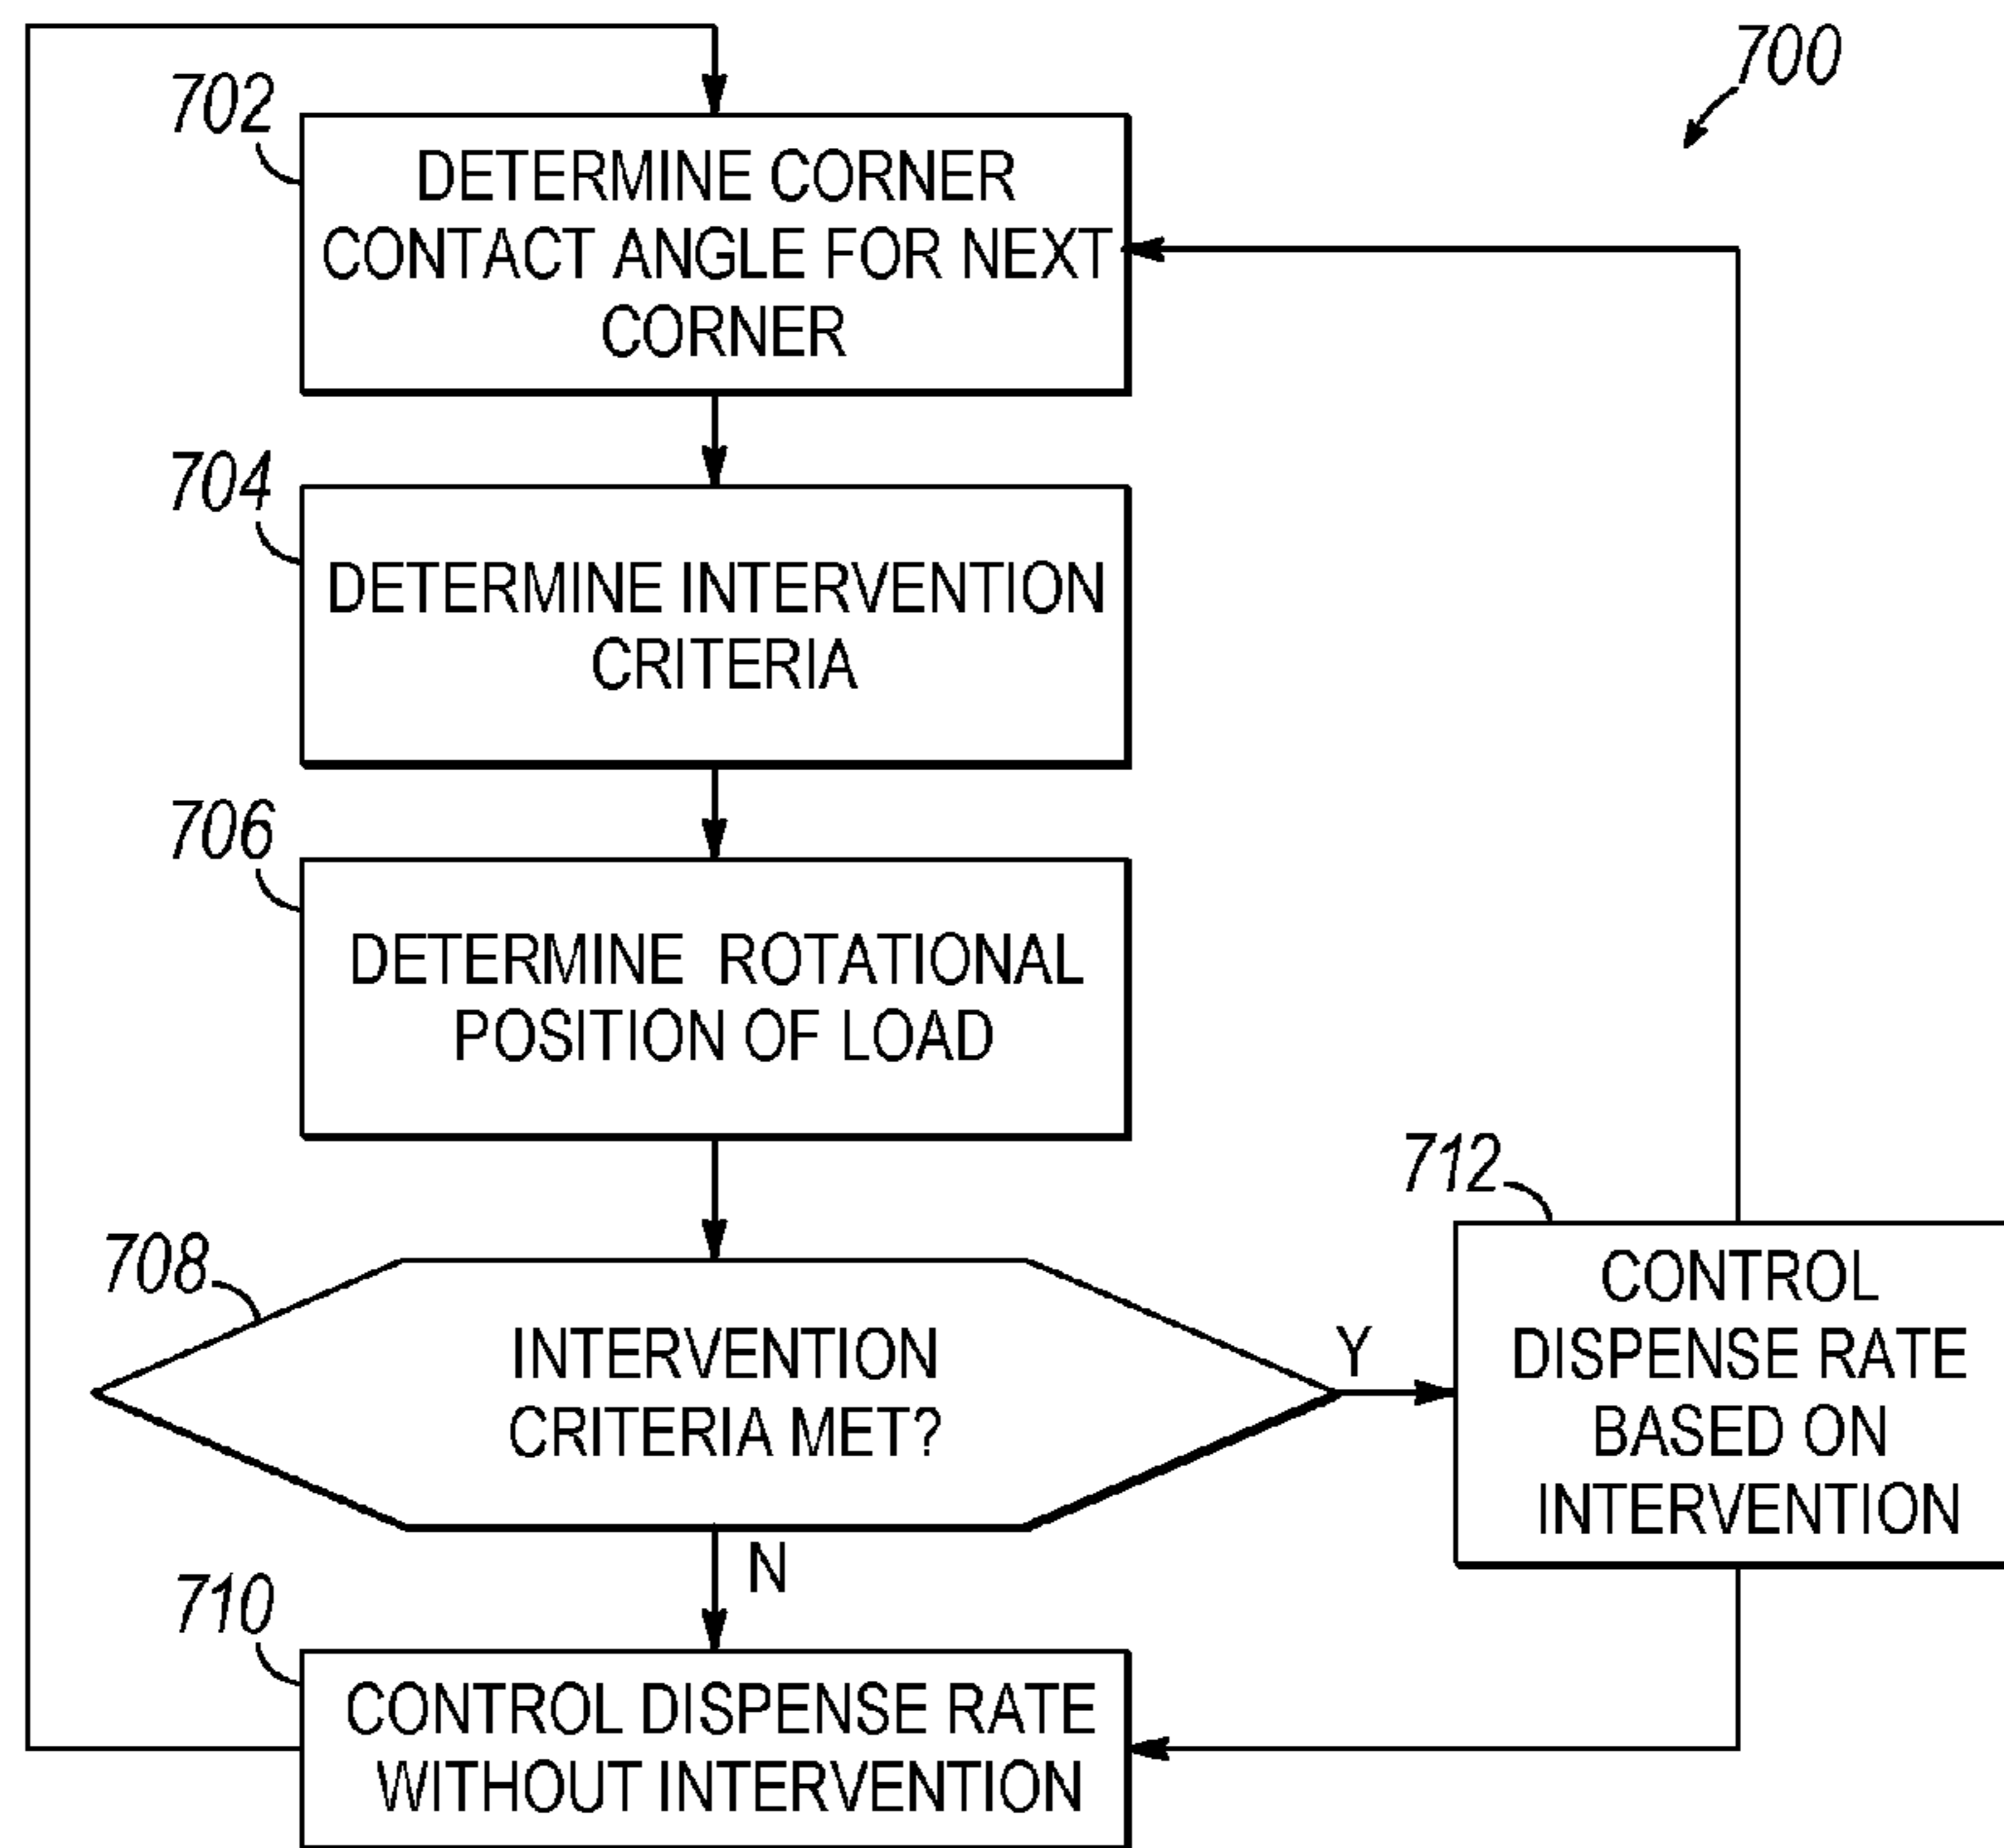 700
702
DETERMINE CORNER
CONTACT ANGLE FOR NEXT
CORNER
704
DETERMINE INTERVENTION
CRITERIA
706
DETERMINE ROTATIONAL
POSITION OF LOAD
708
INTERVENTION
CRITERIA MET?
Y
N
712
CONTROL
DISPENSE RATE
BASED ON
INTERVENTION
710
CONTROL DISPENSE RATE
WITHOUT INTERVENTION